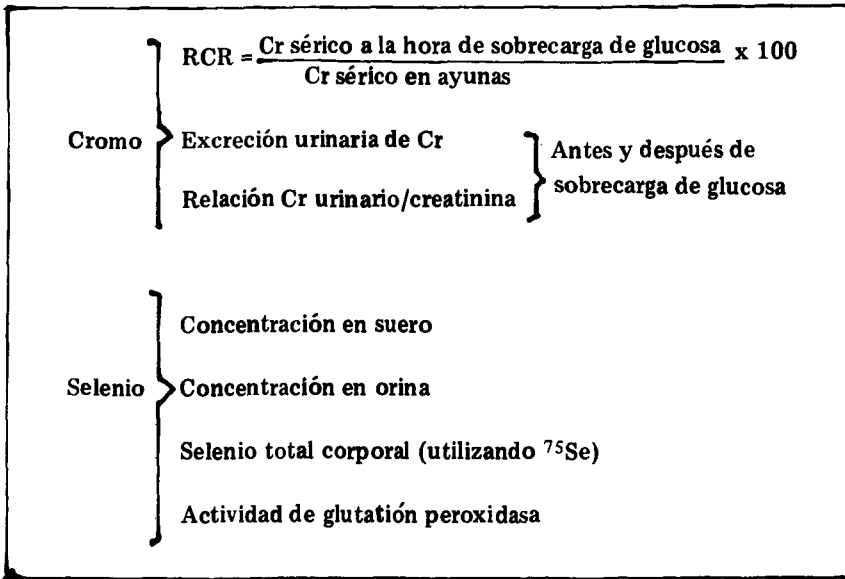 RCR = Cr sérico a la hora de sobrecarga de glucosa x 100
Cr sérico en ayunas
Cromo
Excreción urinaria de Cr
Relación Cr urinario/creatinina
Antes y después de
sobrecarga de glucosa
Concentración en suero
Selenio
Concentración en orina
Selenio total corporal (utilizando ⁷⁵Se)
Actividad de glutatión peroxidasa